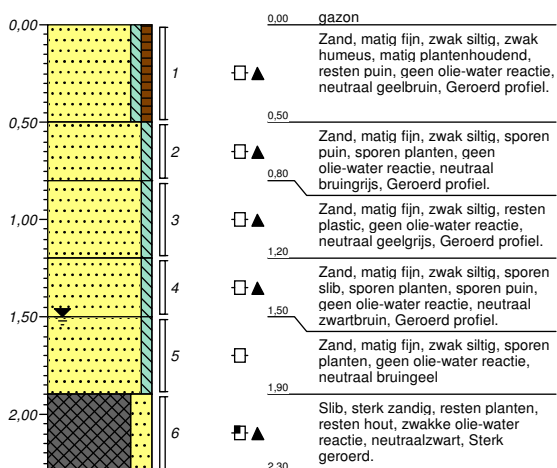 0,00
0,50
1,00
1,50
2,00
1
2
3
4
5
6
0,00 gazon
Zand, matig fijn, zwak siltig, zwak
humeus, matig plantenhoudend,
resten puin, geen olie-water reactie,
neutraal geelbruin, Geroerd profiel.
0,50
Zand, matig fijn, zwak siltig, sporen
puin, sporen planten, geen
olie-water reactie, neutraal
bruingrijs, Geroerd profiel.
0,80
Zand, matig fijn, zwak siltig, resten
plastic, geen olie-water reactie,
neutraal geelgrijs, Geroerd profiel.
1,20
Zand, matig fijn, zwak siltig, sporen
slib, sporen planten, sporen puin,
geen olie-water reactie, neutraal
zwartbruin, Geroerd profiel.
1,50
Zand, matig fijn, zwak siltig, sporen
planten, geen olie-water reactie,
neutraal bruingeel
1,90
Slib, sterk zandig, resten planten,
resten hout, zwakke olie-water
reactie, neutraalzwart, Sterk
geroerd.
2,30